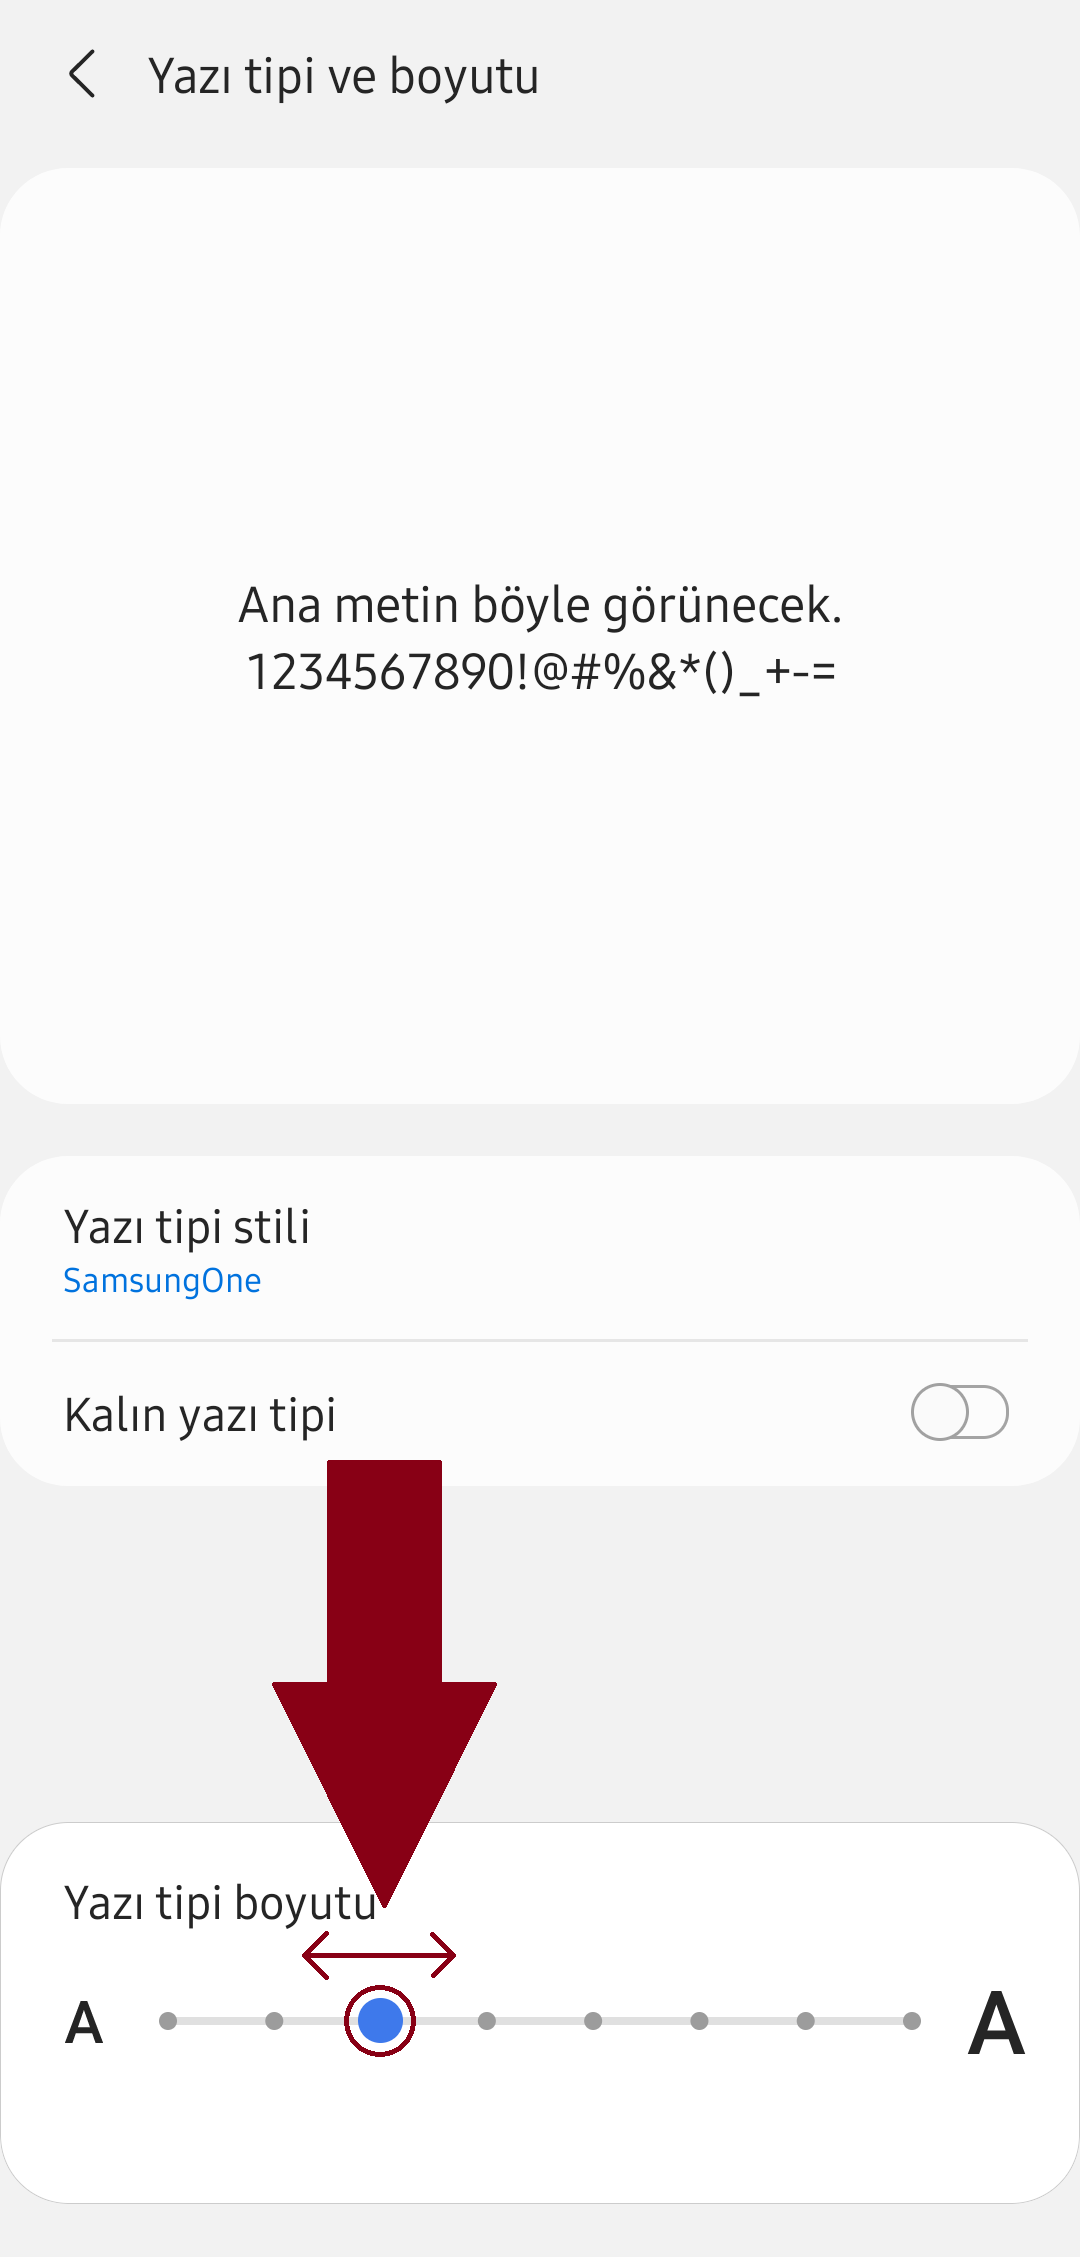 Yazı tipi ve boyutu
Ana metin böyle görünecek.
1234567890!@#%&*()_+-=
Yazı tipi stili
SamsungOne
Kalın yazı tipi
Yazı tipi boyutu
A A